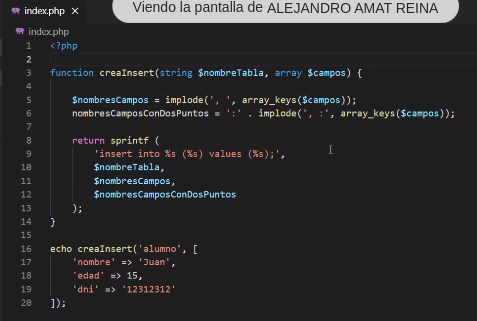 index.php ×
Viendo la pantalla de ALEJANDRO AMAT REINA
index.php
1 <?php
2
3 function creaInsert(string $nombreTabla, array $campos) {
4
5 $nombresCampos = implode(', ', array_keys($campos));
6 nombresCamposConDosPuntos = ':' . implode(', :', array_keys($campos));
7
8 return sprintf (
9 'insert into %s (%s) values (%s);',
10 $nombreTabla,
11 $nombresCampos,
12 $nombresCamposConDosPuntos
13 );
14 }
15
16 echo creaInsert('alumno', [
17 'nombre' => 'Juan',
18 'edad' => 15,
19 'dni' => '12312312'
20 ]);